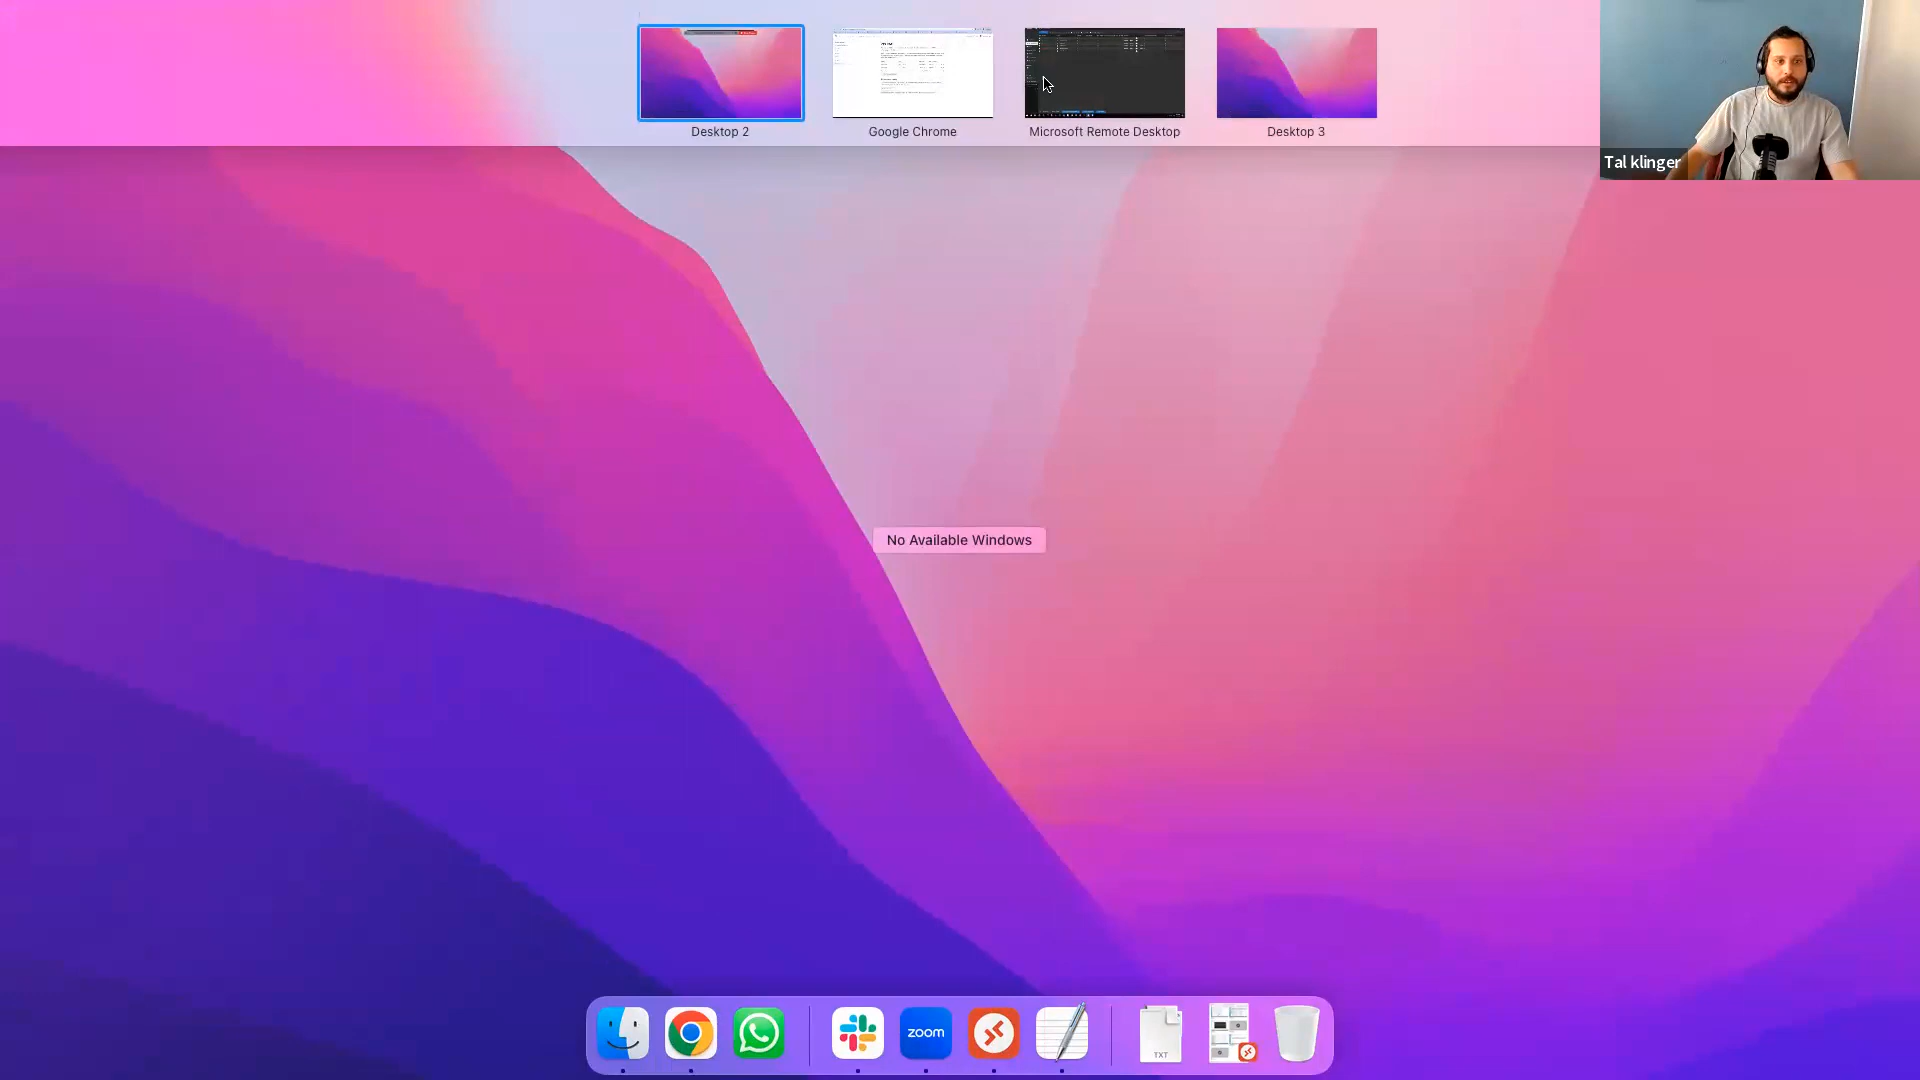 Desktop 2
Google Chrome
Microsoft Remote Desktop
Desktop 3
Tal klinger
No Available Windows
zoom
TXT